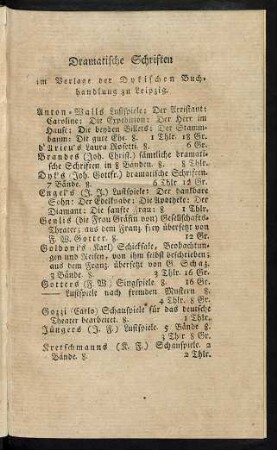 Dramatische Schriften
im Verlage der Dykischen Buch-
handlung zu Leipzig.
Anton-Walls Lustspiele: Der Arrestant:
Caroline: Die Expedition: Der Herr im
Hause: Die beyden Billets: Der Stamm-
baum: Die gute Ehe. 8. 1 Thlr. 18 Gr.
d'Arien's Laura Rosetti. 8. 6 Gr.
Brandes (Joh. Christ.) sämtliche dramati-
sche Schriften in 8 Bänden. 8. 8 Thlr.
Dyk's (Joh. Gottfr.) dramatische Schriften.
7 Bände. 8. 6 Thlr 12 Gr.
Engel's (J. J.) Lustspiele: Der dankbare
Sohn: Der Edelknabe: Die Apotheke: Der
Diamant: Die sanfte Frau: 8 1 Thlr.
Genlis (die Frau Gräfin von) Gesellschafts-
Theater; aus dem Franz. frey übersetzt von
F. W. Gotter. 8. 12 Gr.
Goldoni's (Karl) Schicksale, Beobachtun-
gen und Reisen, von ihm selbst beschrieben;
aus dem Franz. übersetzt von G. Schaz.
3 Bände. 8. 3 Thlr. 16 Gr.
Gotters (F. W.) Singspiele. 8. 16 Gr.
—— Lustspiele nach fremden Mustern 8.
4 Thlr. 8 Gr.
Gozzi (Carlo) Schauspiele für das deutsche
Theater bearbeitet. 8. 1 Thlr.
Jüngers (J. F.) Lustspiele. 5 Bände 8.
3 Thlr 8 Gr.
Kretschmanns (K. F.) Schauspiele. 2
Bände. 8. 2 Thlr.